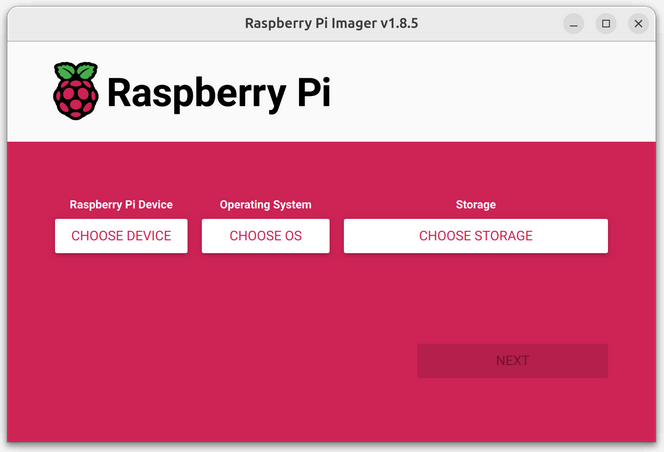 Raspberry Pi Imager v1.8.5
Raspberry Pi
Raspberry Pi Device
Operating System
Storage
CHOOSE DEVICE
CHOOSE OS
CHOOSE STORAGE
NEXT